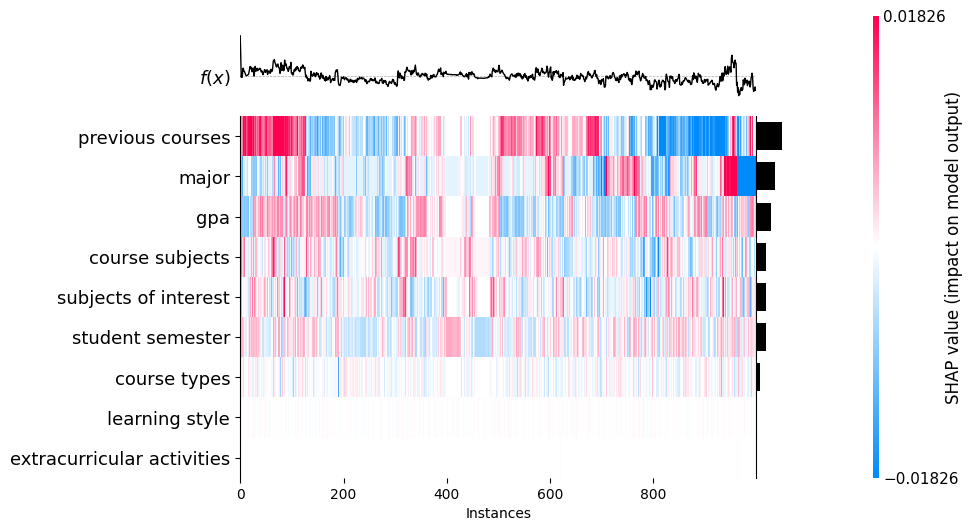 0.01826
f(x)
previous courses
major
gpa
course subjects
subjects of interest
student semester
course types
learning style
extracurricular activities
0
200
400
600
800
Instances
SHAP value (impact on model output)
−0.01826